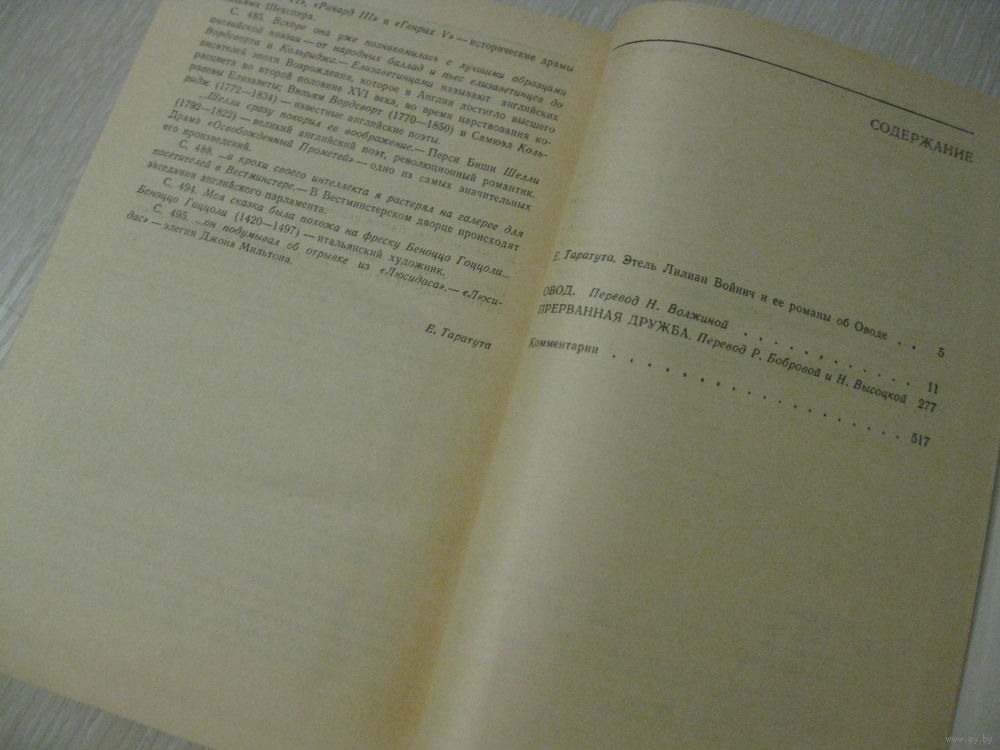 «Ричард III» и «Генрих V» — исторические драмы
Шекспира.
С. 485. Вскоре она уже познакомилась с лучшими образцами
английской поэзии — от народных баллад и пьес елизаветинцев до
Вордсворта и Кольриджа.— Елизаветинцами называют английских
писателей эпохи Возрождения, которое в Англии достигло высшего
расцвета во второй половине XVI века, во время царствования ко-
ролевы Елизаветы; Вильям Вордсворт (1770—1850) и Самюэл Коль-
ридж (1772—1834) — известные английские поэты.
...Шелли сразу покорил ее воображение.— Перси Биши Шелли
(1792—1822) — великий английский поэт, революционный романтик.
Драма «Освобожденный Прометей» — одно из самых значительных
его произведений.
С. 488. ...а крохи своего интеллекта я растерял на галерее для
посетителей в Вестминстере.— В Вестминстерском дворце происходят
заседания английского парламента.
С. 494. Моя сказка была похожа на фреску Беноццо Гоццоли...
Беноццо Гоццоли (1420—1497) — итальянский художник.
С. 495. ...он подумывал об отрывке из «Люсидаса».— «Люси-
дас» — элегия Джона Мильтона.
Е. Таратута
СОДЕРЖАНИЕ
Е. Таратута. Этель Лилиан Войнич и ее романы об Оводе . . 5
ОВОД. Перевод Н. Волжиной . . . . . . . . . . . 11
ПРЕРВАННАЯ ДРУЖБА. Перевод Р. Бобровой и Н. Высоцкой 277
Комментарии . . . . . . . . . . . . . . . . . 517
www.ay.by